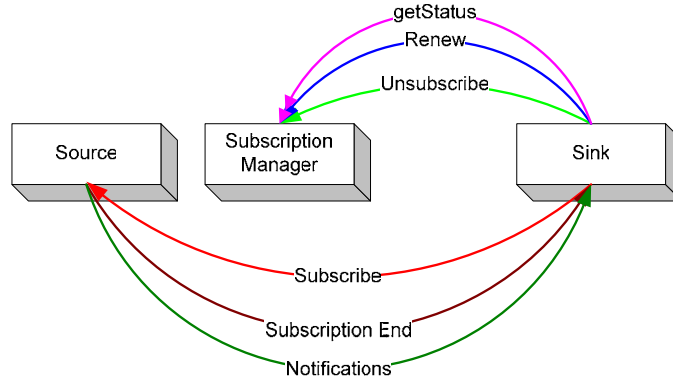 getStatus
Renew
Unsubscribe
Source
Subscription
Manager
Sink
Subscribe
Subscription End
Notifications